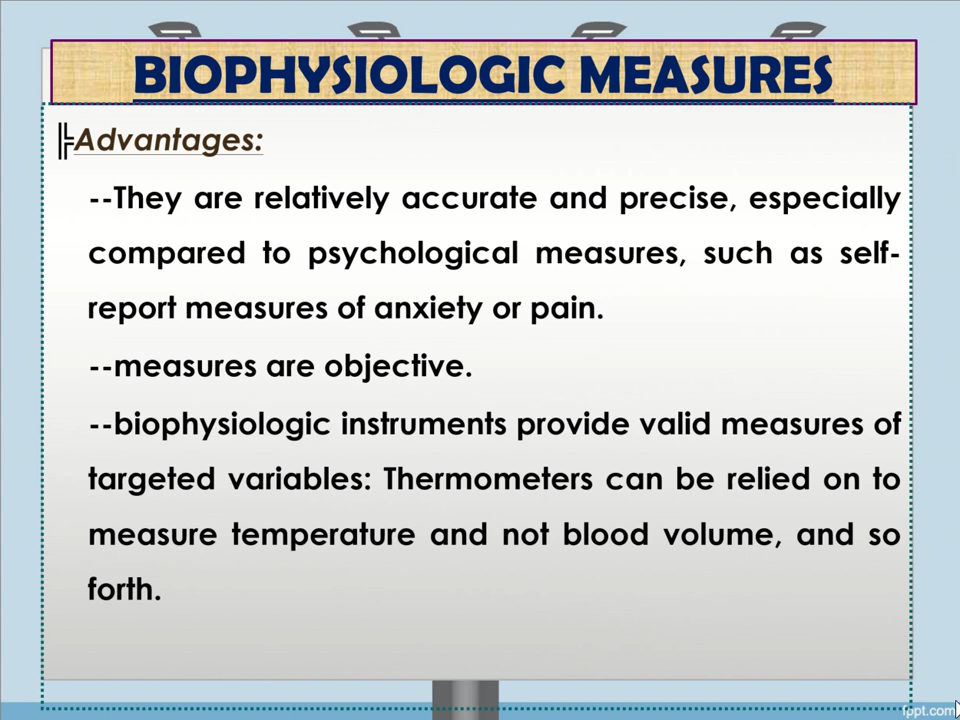 BIOPHYSIOLOGIC MEASURES
Advantages:
--They are relatively accurate and precise, especially
compared to psychological measures, such as self-
report measures of anxiety or pain.
--measures are objective.
--biophysiologic instruments provide valid measures of
targeted variables: Thermometers can be relied on to
measure temperature and not blood volume, and so
forth.
fppt.com